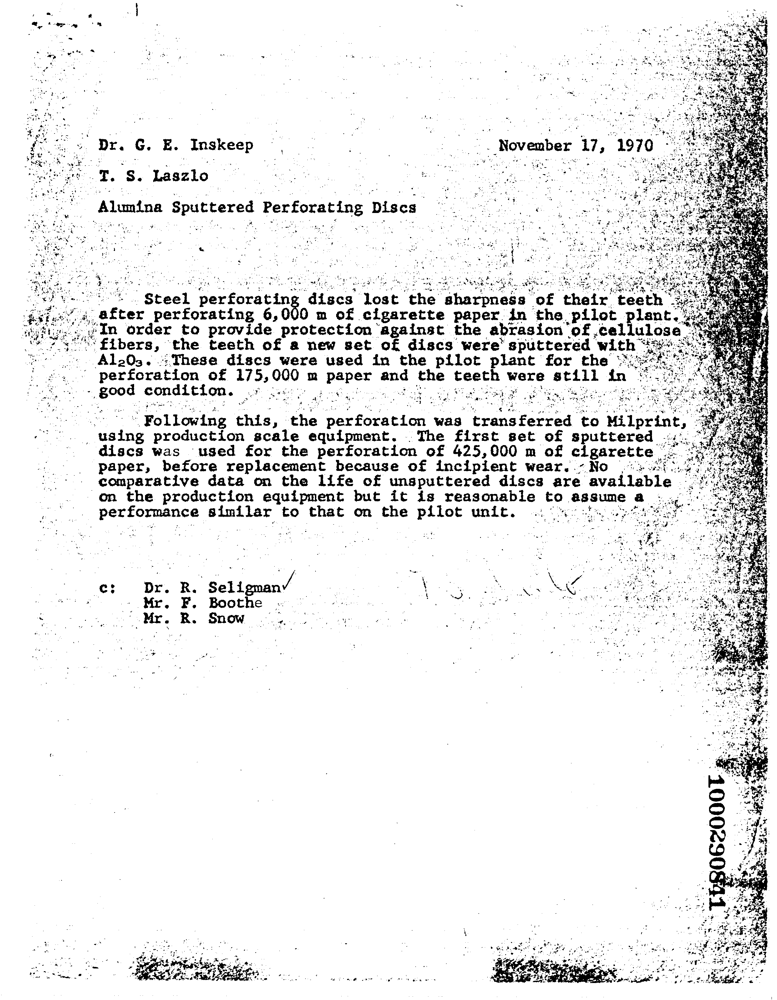 Dr. G. E. Inskeep November 17, 1970
T. S. Laszlo
Alumina Sputtered Perforating Discs
Steel perforating discs lost the sharpness of their teeth
after perforating 6,000 m of cigarette paper in the pilot plant.
In order to provide protection against the abrasion of cellulose
fibers, the teeth of a new set of discs were sputtered with
Al₂O₃. These discs were used in the pilot plant for the
perforation of 175,000 m paper and the teeth were still in
good condition.
Following this, the perforation was transferred to Milprint,
using production scale equipment. The first set of sputtered
discs was used for the perforation of 425,000 m of cigarette
paper, before replacement because of incipient wear. No
comparative data on the life of unsputtered discs are available
on the production equipment but it is reasonable to assume a
performance similar to that on the pilot unit.
c: Dr. R. Seligman✓
Mr. F. Boothe
Mr. R. Snow
1000290841